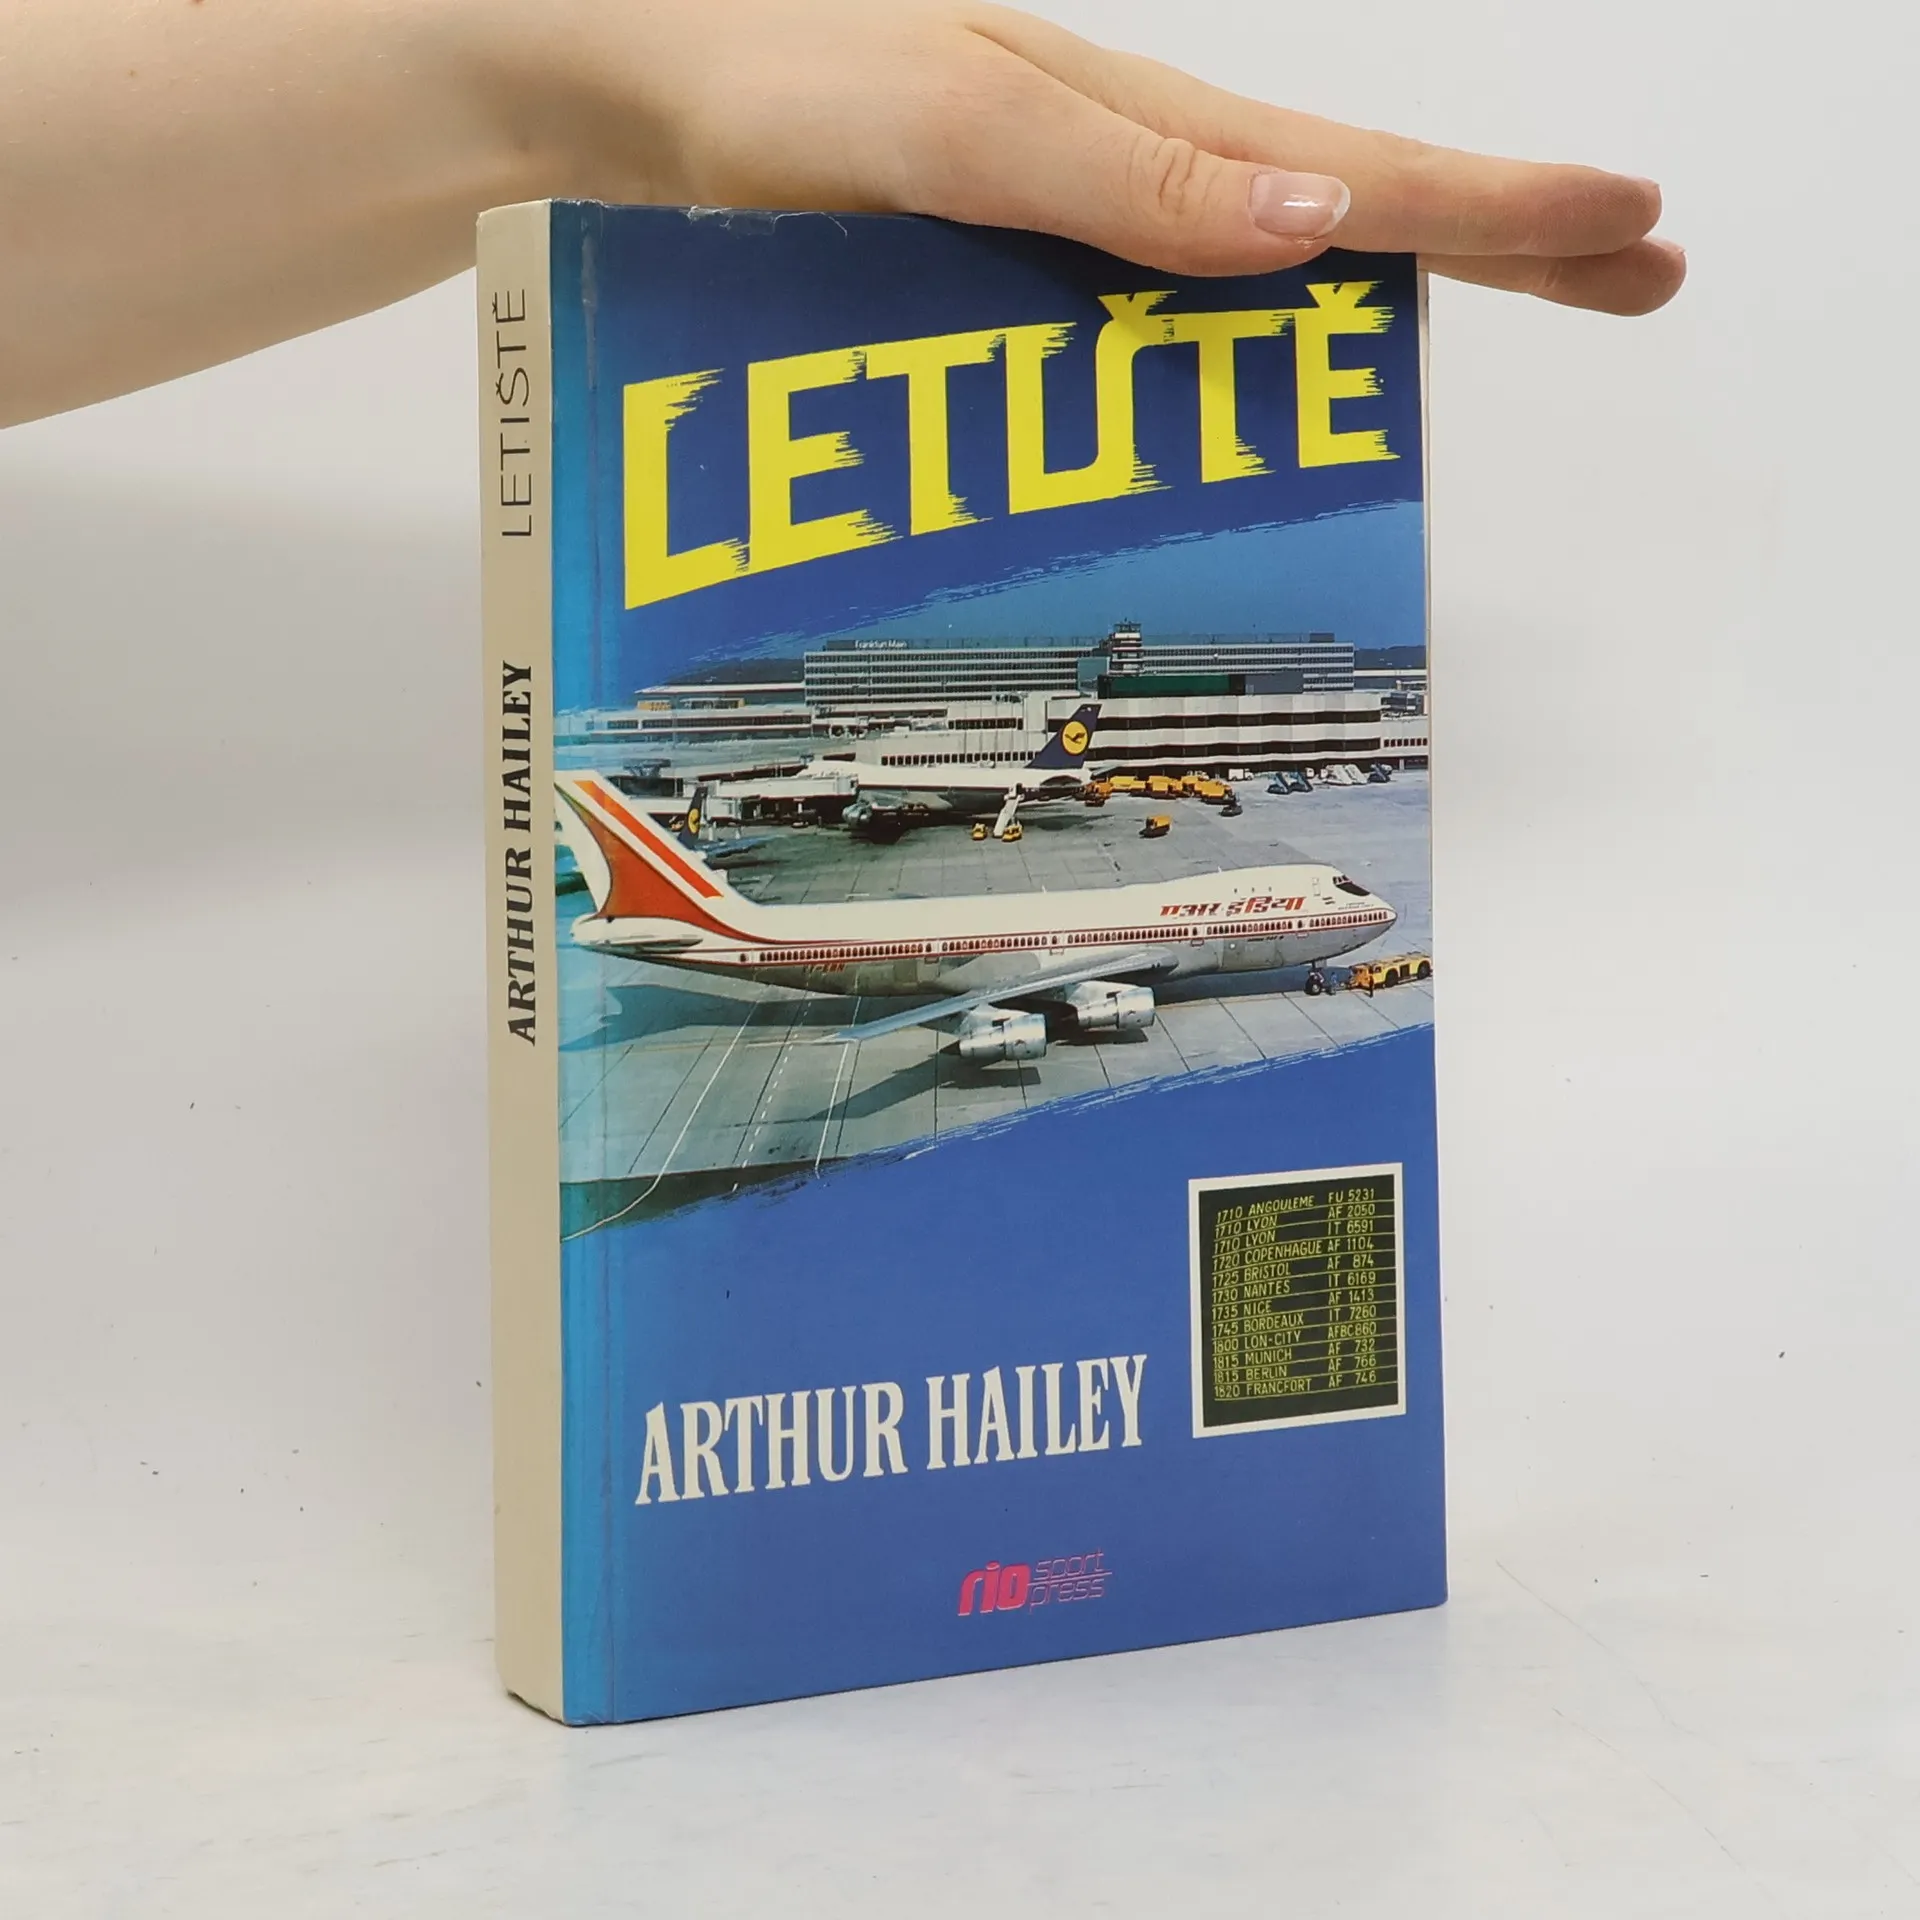 LETIŠTĚ
ARTHUR HAILEY
LETIŠTĚ
Frankfurt Main
एअर इंडिया
1710 ANGOULEME FU 5231
1710 LYON AF 2050
1710 LYON IT 6591
1720 COPENHAGUE AF 1104
1725 BRISTOL AF 874
1730 NANTES IT 6169
1735 NICE AF 1413
1745 BORDEAUX IT 7260
1800 LON-CITY AFBC860
1815 MUNICH AF 732
1815 BERLIN AF 766
1820 FRANCFORT AF 746
ARTHUR HAILEY
rio sport
press